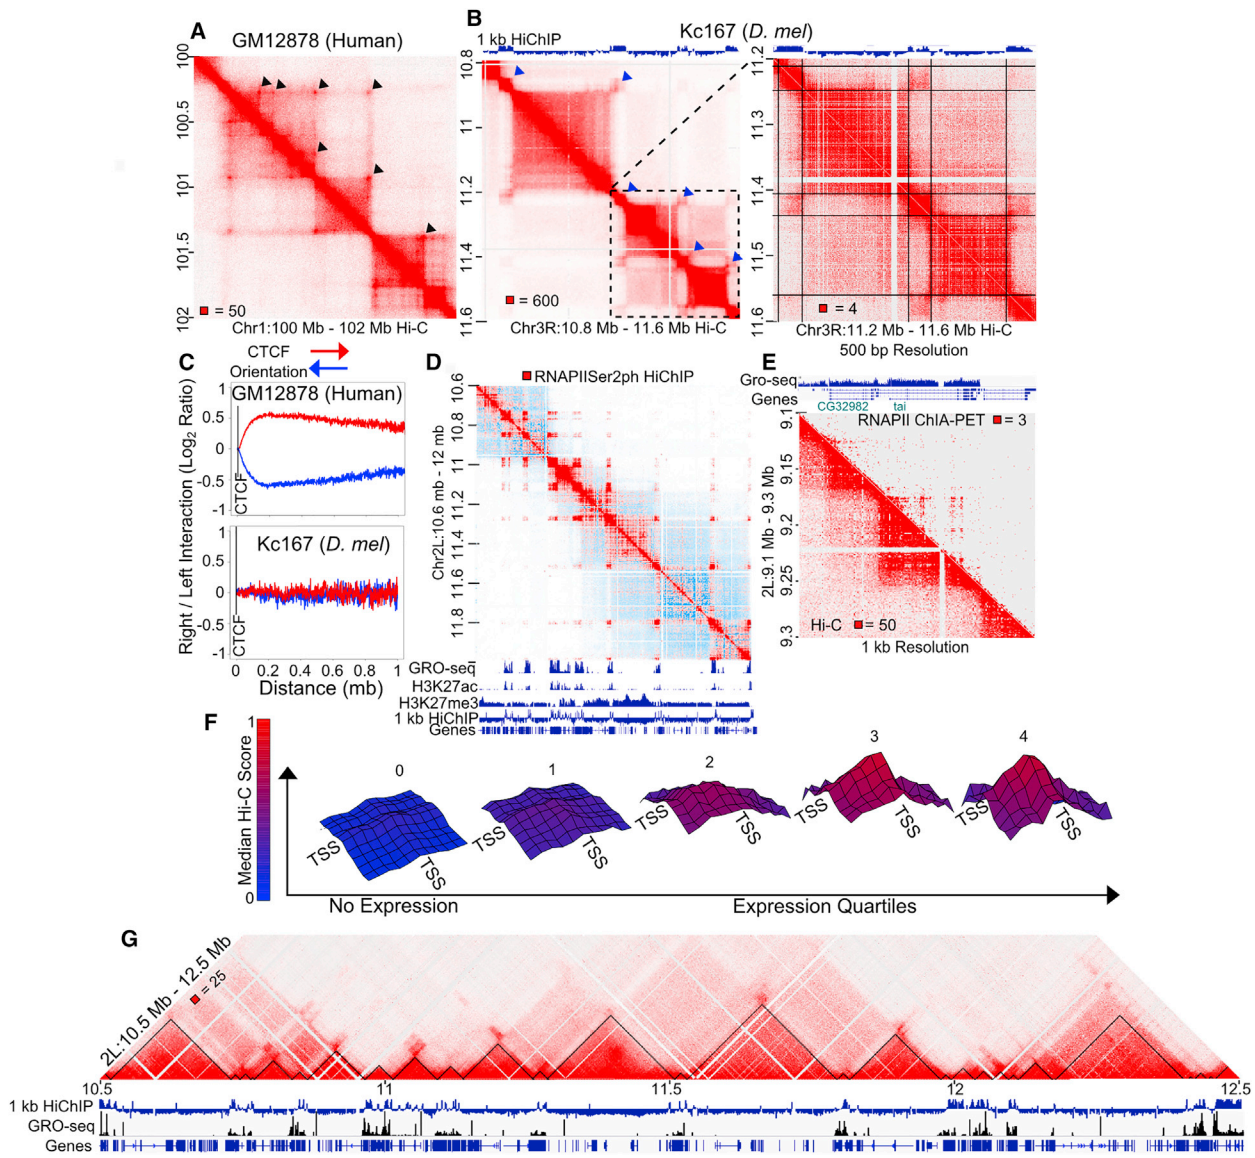 A
GM12878 (Human)
100
100.5
101
101.5
102
= 50
Chr1:100 Mb - 102 Mb Hi-C
B
Kc167 (D. mel)
1 kb HiChIP
10.8
11
11.2
11.4
11.6
= 600
Chr3R:10.8 Mb - 11.6 Mb Hi-C
11.2
11.3
11.4
11.5
11.6
= 4
Chr3R:11.2 Mb - 11.6 Mb Hi-C
500 bp Resolution
C
CTCF
Orientation
GM12878 (Human)
1
0.5
0
-0.5
-1
CTCF
Kc167 (D. mel)
1
0.5
0
-0.5
-1
CTCF
Right / Left Interaction (Log2 Ratio)
0
0.2
0.4
0.6
0.8
1
Distance (mb)
D
RNAPIISer2ph HiChIP
10.6
10.8
11
11.2
11.4
11.6
11.8
Chr2L:10.6 mb - 12 mb
GRO-seq
H3K27ac
H3K27me3
1 kb HiChIP
Genes
E
Gro-seq
Genes
CG32982
tai
RNAPII ChIA-PET = 3
9.1
9.15
9.2
9.25
9.3
2L:9.1 Mb - 9.3 Mb
Hi-C = 50
1 kb Resolution
F
1
Median Hi-C Score
0
0
1
2
3
4
TSS
TSS
TSS
TSS
TSS
TSS
TSS
TSS
TSS
TSS
No Expression
Expression Quartiles
G
2L:10.5 Mb - 12.5 Mb
= 25
10.5
11
11.5
12
12.5
1 kb HiChIP
GRO-seq
Genes